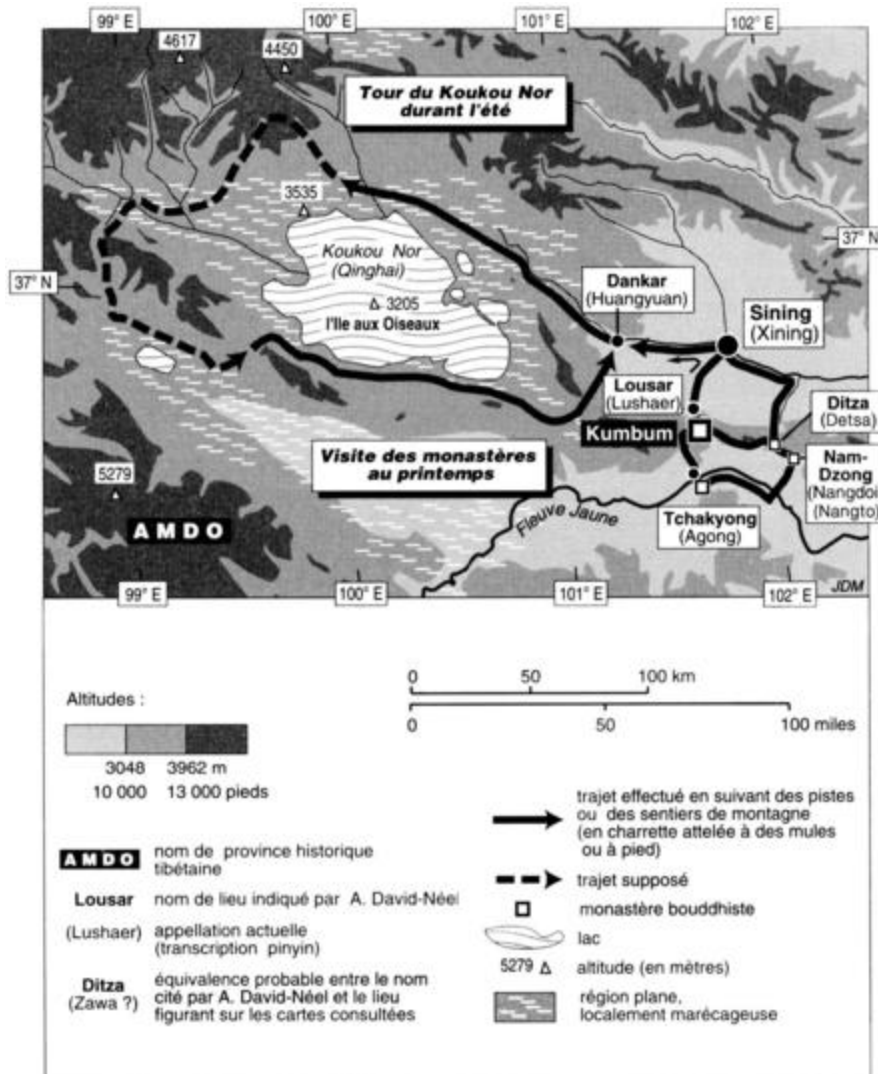 99° E
100° E
101° E
102° E
4617
4450
Tour du Koukou Nor
durant l'été
3535
37° N
37° N
Koukou Nor
(Qinghai)
3205
l'Ile aux Oiseaux
Dankar
(Huangyuan)
Sining
(Xining)
Lousar
(Lushaer)
Ditza
(Detsa)
Kumbum
Visite des monastères
au printemps
Nam-
Dzong
(Nangdoi)
(Nangto)
5279
AMDO
Tchakyong
(Agong)
Fleuve Jaune
JDM
99° E
100° E
101° E
102° E
Altitudes :
3048 3962 m
10 000 13 000 pieds
0 50 100 km
0 50 100 miles
AMDO nom de province historique
tibétaine
Lousar nom de lieu indiqué par A. David-Néel
(Lushaer) appellation actuelle
(transcription pinyin)
Ditza équivalence probable entre le nom
(Zawa ?) cité par A. David-Néel et le lieu
figurant sur les cartes consultées
trajet effectué en suivant des pistes
ou des sentiers de montagne
(en charrette attelée à des mules
ou à pied)
trajet supposé
monastère bouddhiste
lac
5279 altitude (en mètres)
région plane,
localement marécageuse